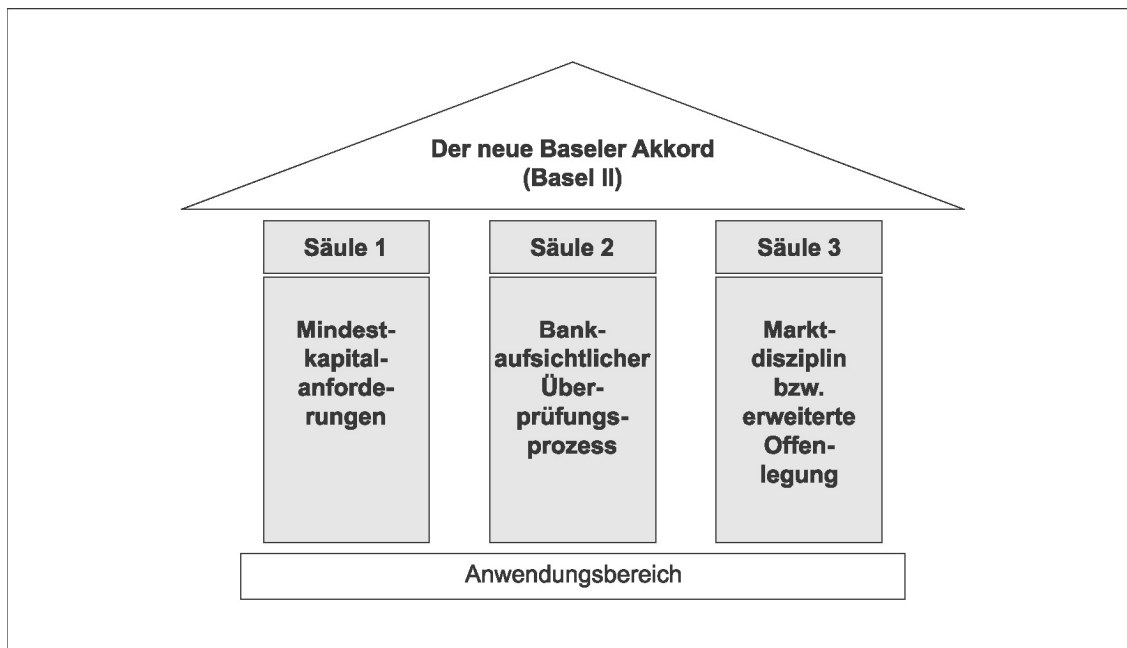 Der neue Baseler Akkord
(Basel II)
Säule 1
Mindest-
kapital-
anforde-
rungen
Säule 2
Bank-
aufsichtlicher
Über-
prüfungs-
prozess
Säule 3
Markt-
disziplin
bzw.
erweiterte
Offen-
legung
Anwendungsbereich